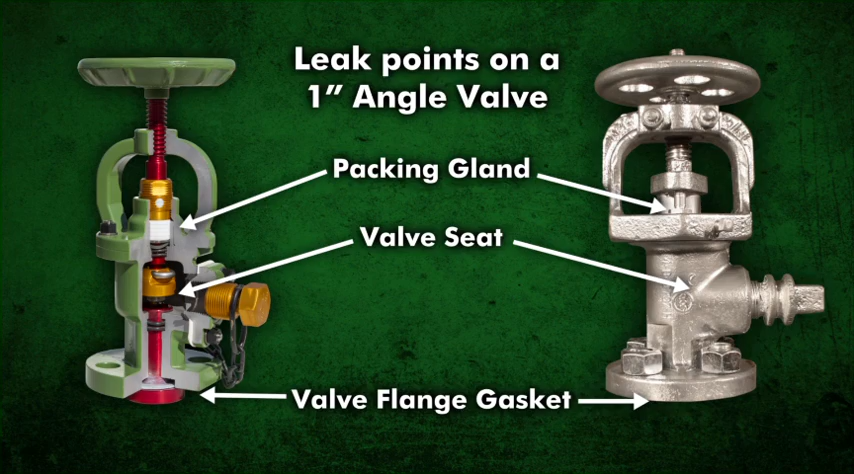 Leak points on a
1” Angle Valve
Packing Gland
Valve Seat
Valve Flange Gasket